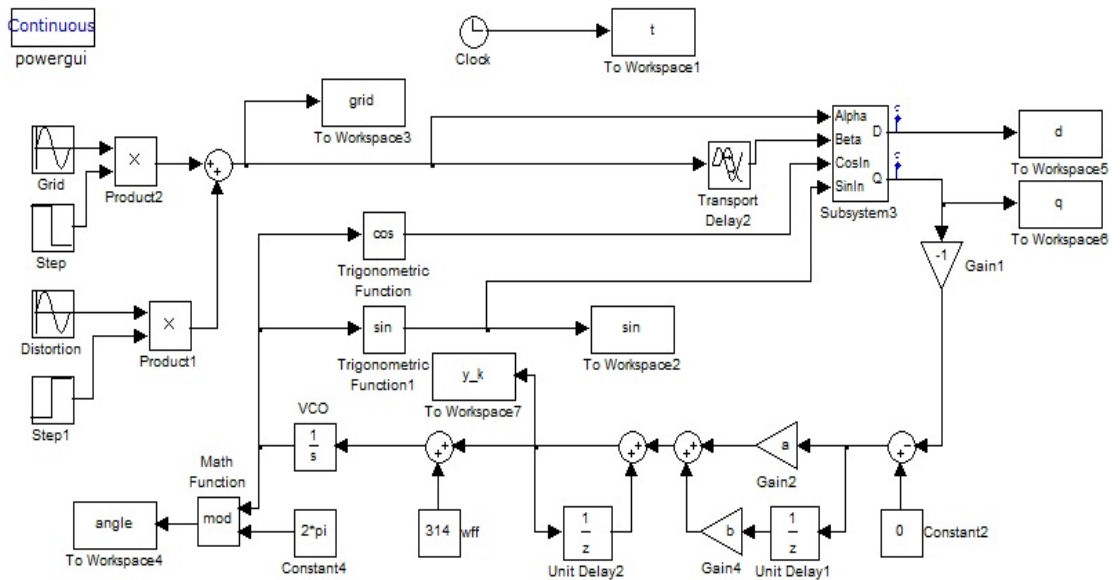 Continuous
powergui
Clock
t
To Workspace1
grid
To Workspace3
Grid
×
Product2
+
+
Step
Distortion
×
Product1
Step1
Transport
Delay2
Alpha
Beta
CosIn
SinIn
D
Q
Subsystem3
d
To Workspace5
q
To Workspace6
-1
Gain1
cos
Trigonometric
Function
sin
Trigonometric
Function1
sin
To Workspace2
y_k
To Workspace7
VCO
1
s
+
+
+
+
+
+
a
Gain2
-
+
Math
Function
mod
angle
To Workspace4
2*pi
Constant4
314
wff
1
z
Unit Delay2
b
Gain4
1
z
Unit Delay1
0
Constant2